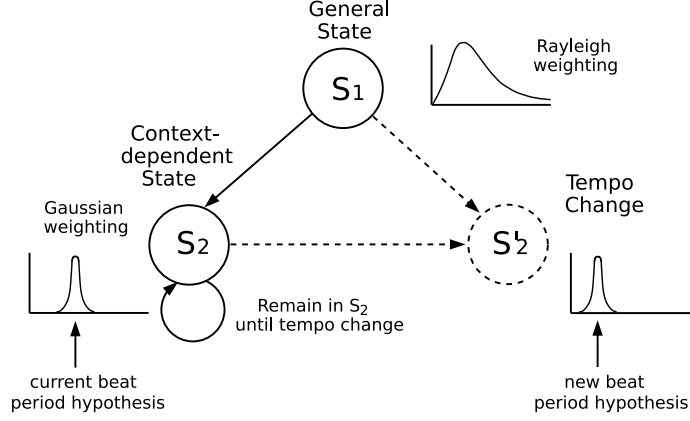 General
State
S1
Rayleigh
weighting
Context-
dependent
State
Tempo
Change
Gaussian
weighting
S2
S'2
Remain in S2
until tempo change
current beat
period hypothesis
new beat
period hypothesis